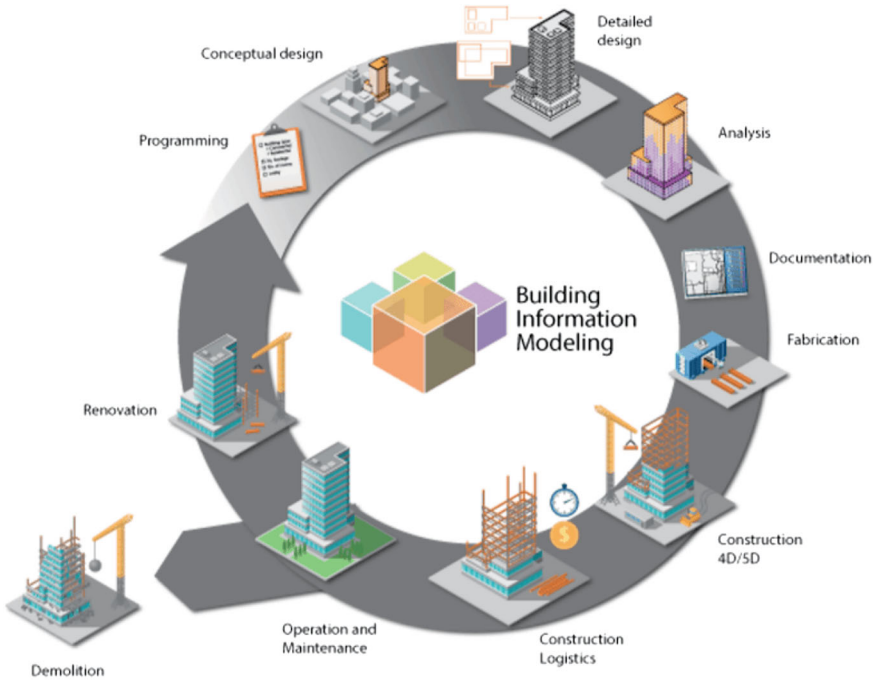 Detailed
design
Conceptual design
Programming
Analysis
Documentation
Building
Information
Modeling
Fabrication
Renovation
Construction
4D/5D
$
Operation and
Maintenance
Construction
Logistics
Demolition